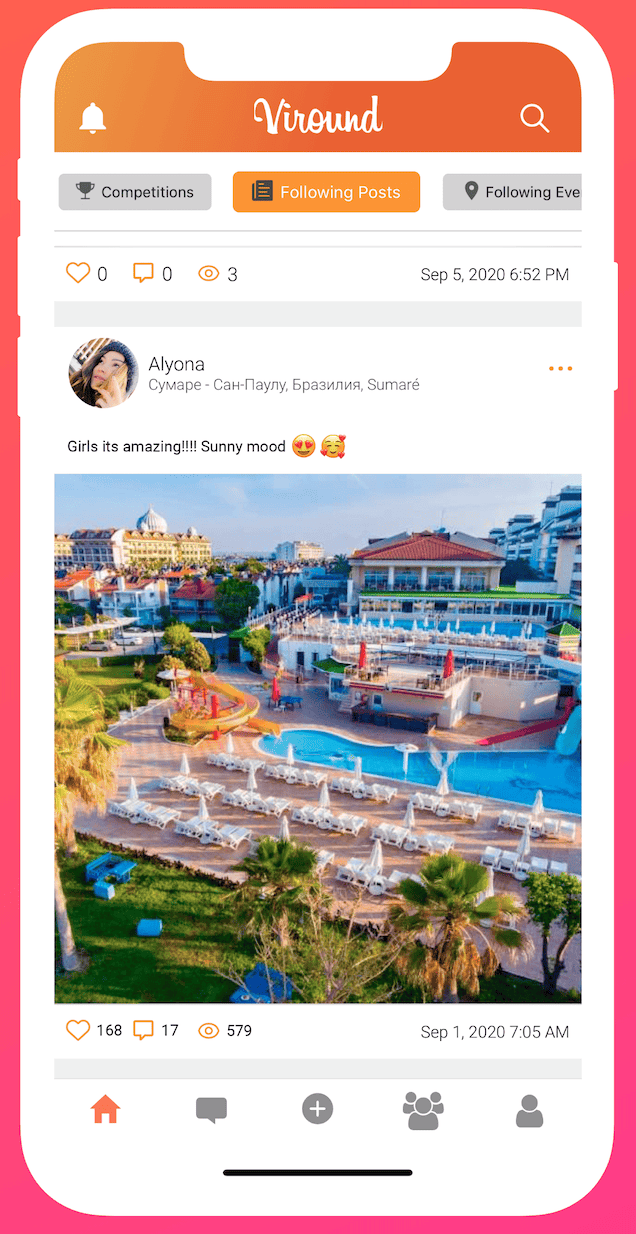 Viround
Competitions
Following Posts
Following Eve
0
0
3
Sep 5, 2020 6:52 PM
Alyona
Сумаре - Сан-Паулу, Бразилия, Sumaré
Girls its amazing!!!! Sunny mood 😍 🥰
168
17
579
Sep 1, 2020 7:05 AM